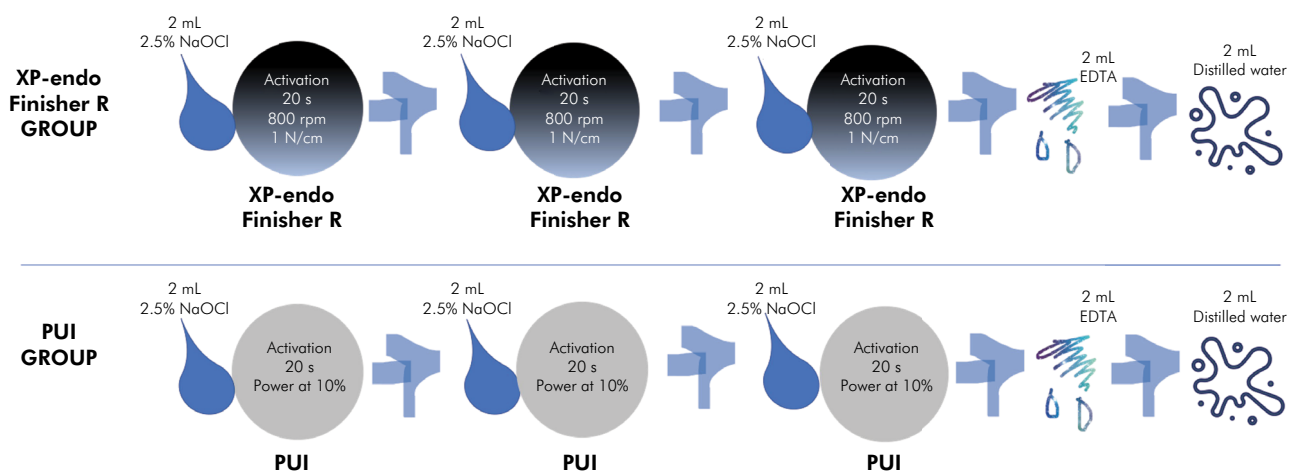 XP-endo
Finisher R
GROUP
2 mL
2.5% NaOCl
Activation
20 s
800 rpm
1 N/cm
XP-endo
Finisher R
2 mL
2.5% NaOCl
Activation
20 s
800 rpm
1 N/cm
XP-endo
Finisher R
2 mL
2.5% NaOCl
Activation
20 s
800 rpm
1 N/cm
XP-endo
Finisher R
2 mL
EDTA
2 mL
Distilled water
PUI
GROUP
2 mL
2.5% NaOCl
Activation
20 s
Power at 10%
PUI
2 mL
2.5% NaOCl
Activation
20 s
Power at 10%
PUI
2 mL
2.5% NaOCl
Activation
20 s
Power at 10%
PUI
2 mL
EDTA
2 mL
Distilled water